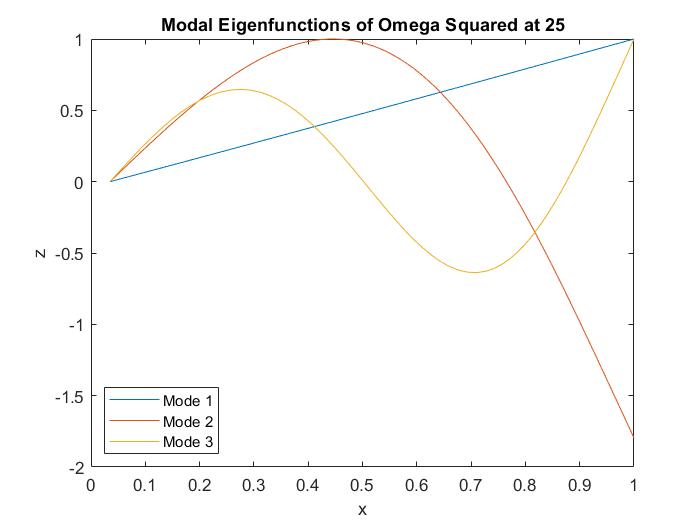 Modal Eigenfunctions of Omega Squared at 25
1
0.5
0
-0.5
-1
-1.5
-2
z
Mode 1
Mode 2
Mode 3
0 0.1 0.2 0.3 0.4 0.5 0.6 0.7 0.8 0.9 1
x